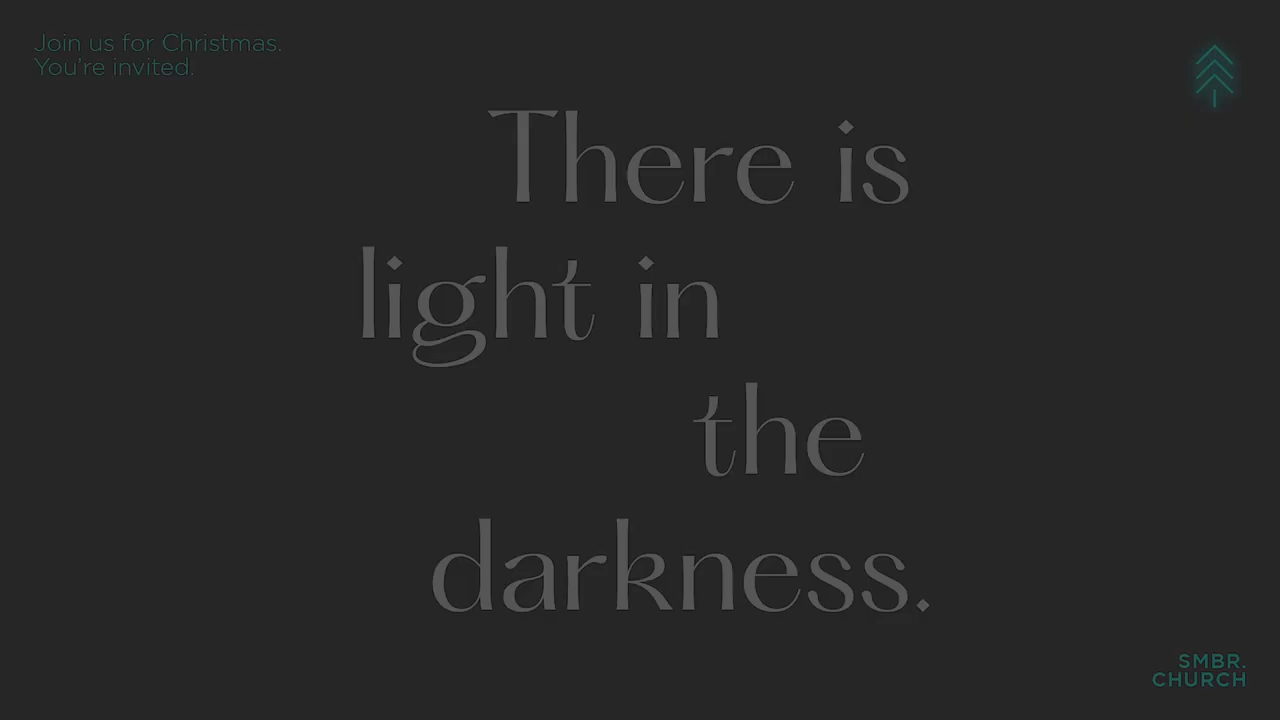 Join us for Christmas.
You're invited.
There is
light in
the
darkness.
SMBR.
CHURCH